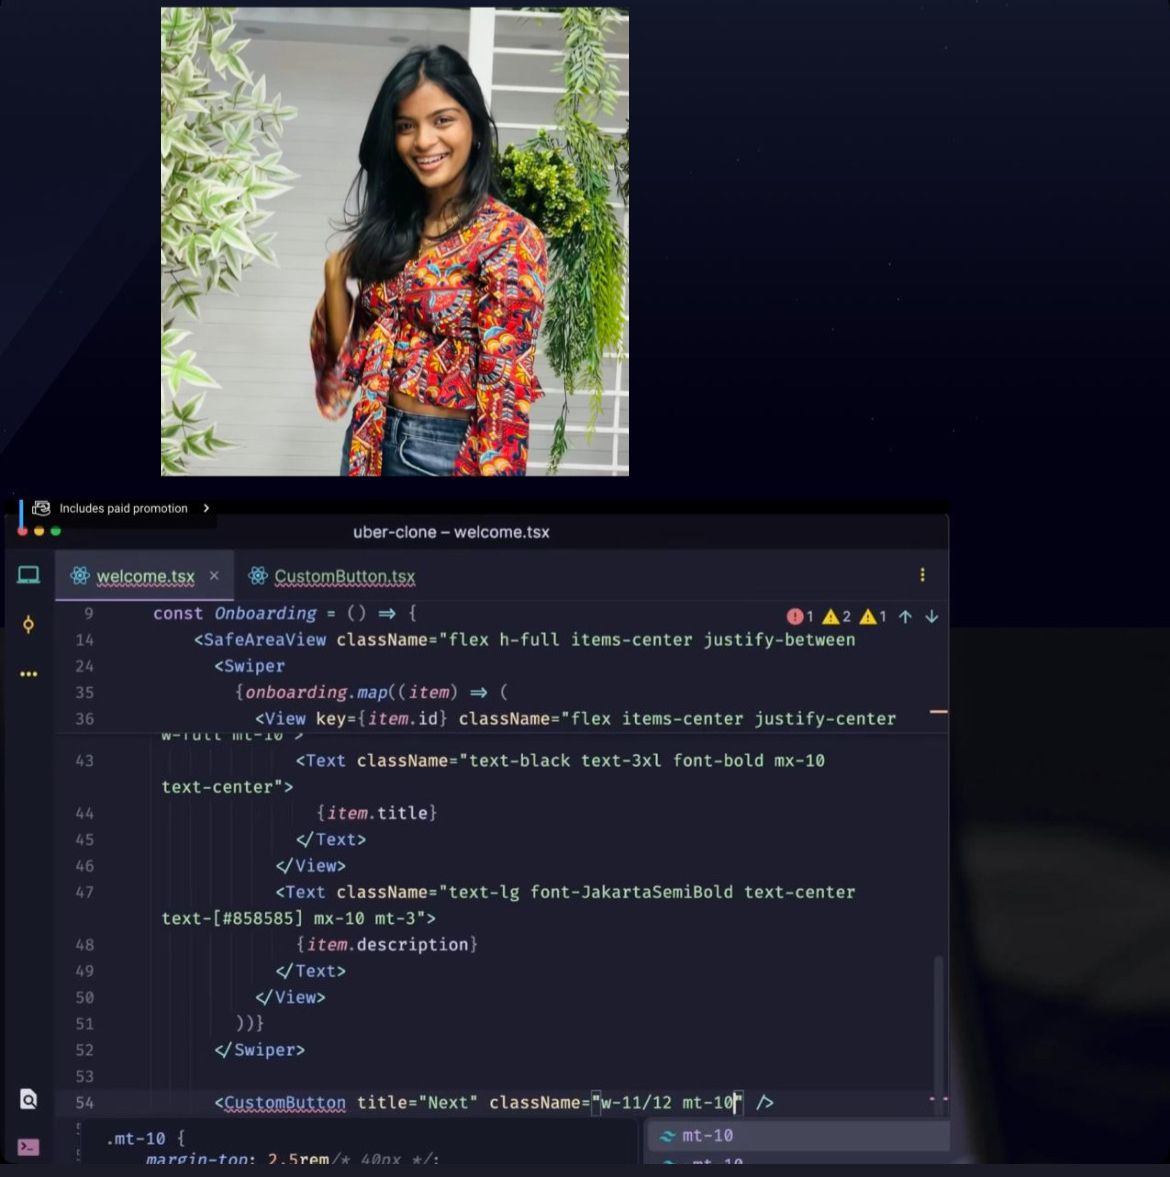 Includes paid promotion
uber-clone – welcome.tsx
welcome.tsx
CustomButton.tsx
9 const Onboarding = () => {
1 2 1
14 <SafeAreaView className="flex h-full items-center justify-between
24 <Swiper
35 {onboarding.map((item) => (
36 <View key={item.id} className="flex items-center justify-center
w-full mt-10">
43 <Text className="text-black text-3xl font-bold mx-10
text-center">
44 {item.title}
45 </Text>
46 </View>
47 <Text className="text-lg font-JakartaSemiBold text-center
text-[#858585] mx-10 mt-3">
48 {item.description}
49 </Text>
50 </View>
51 ))}
52 </Swiper>
53
54 <CustomButton title="Next" className="w-11/12 mt-10" />
.mt-10 {
margin-top: 2.5rem/* 40px */;
mt-10
mt-10